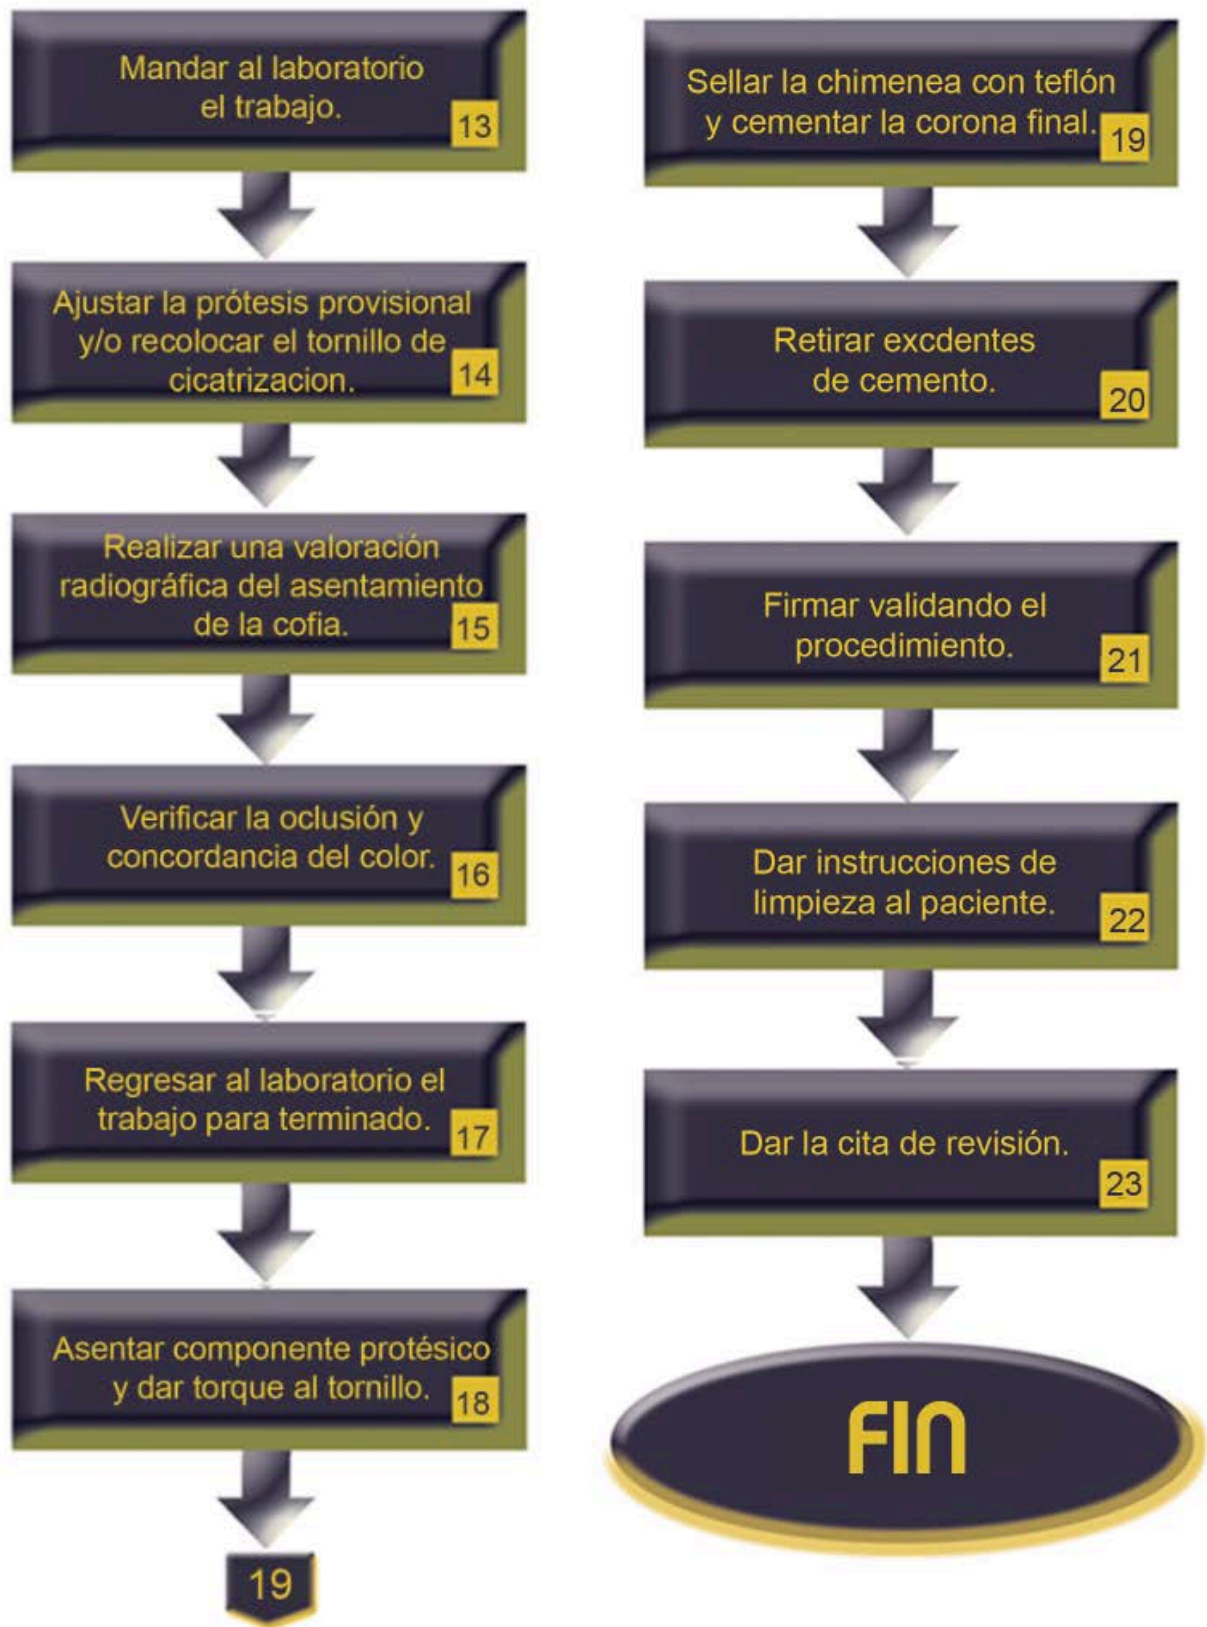 Mandar al laboratorio
el trabajo.
13
Ajustar la prótesis provisional
y/o recolocar el tornillo de
cicatrizacion.
14
Realizar una valoración
radiográfica del asentamiento
de la cofia.
15
Verificar la oclusión y
concordancia del color.
16
Regresar al laboratorio el
trabajo para terminado.
17
Asentar componente protésico
y dar torque al tornillo.
18
19
Sellar la chimenea con teflón
y cementar la corona final.
19
Retirar excdentes
de cemento.
20
Firmar validando el
procedimiento.
21
Dar instrucciones de
limpieza al paciente.
22
Dar la cita de revisión.
23
FIN